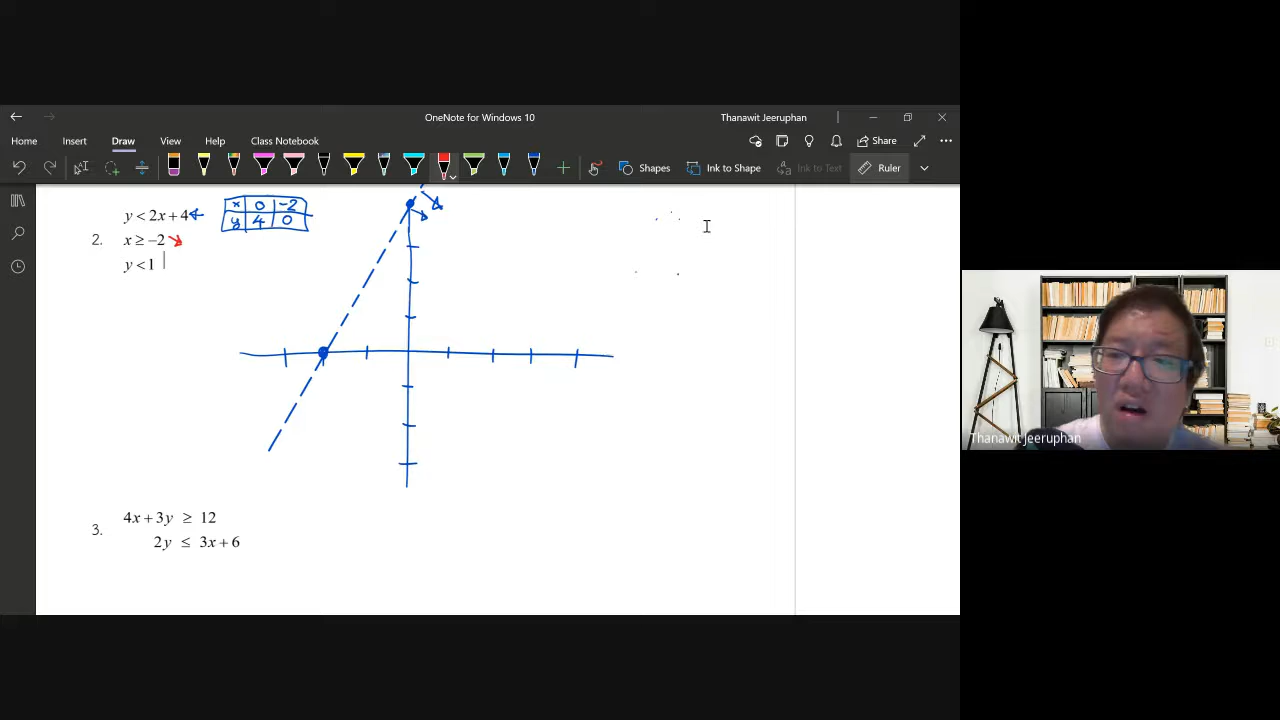 OneNote for Windows 10
Thanawit Jeeruphan
Home Insert Draw View Help Class Notebook
Share
Shapes Ink to Shape Ink to Text Ruler
y < 2x + 4
x 0 -2
y 4 0
2. x ≥ −2
y < 1
4x + 3y ≥ 12
3.
2y ≤ 3x + 6
Thanawit Jeeruphan